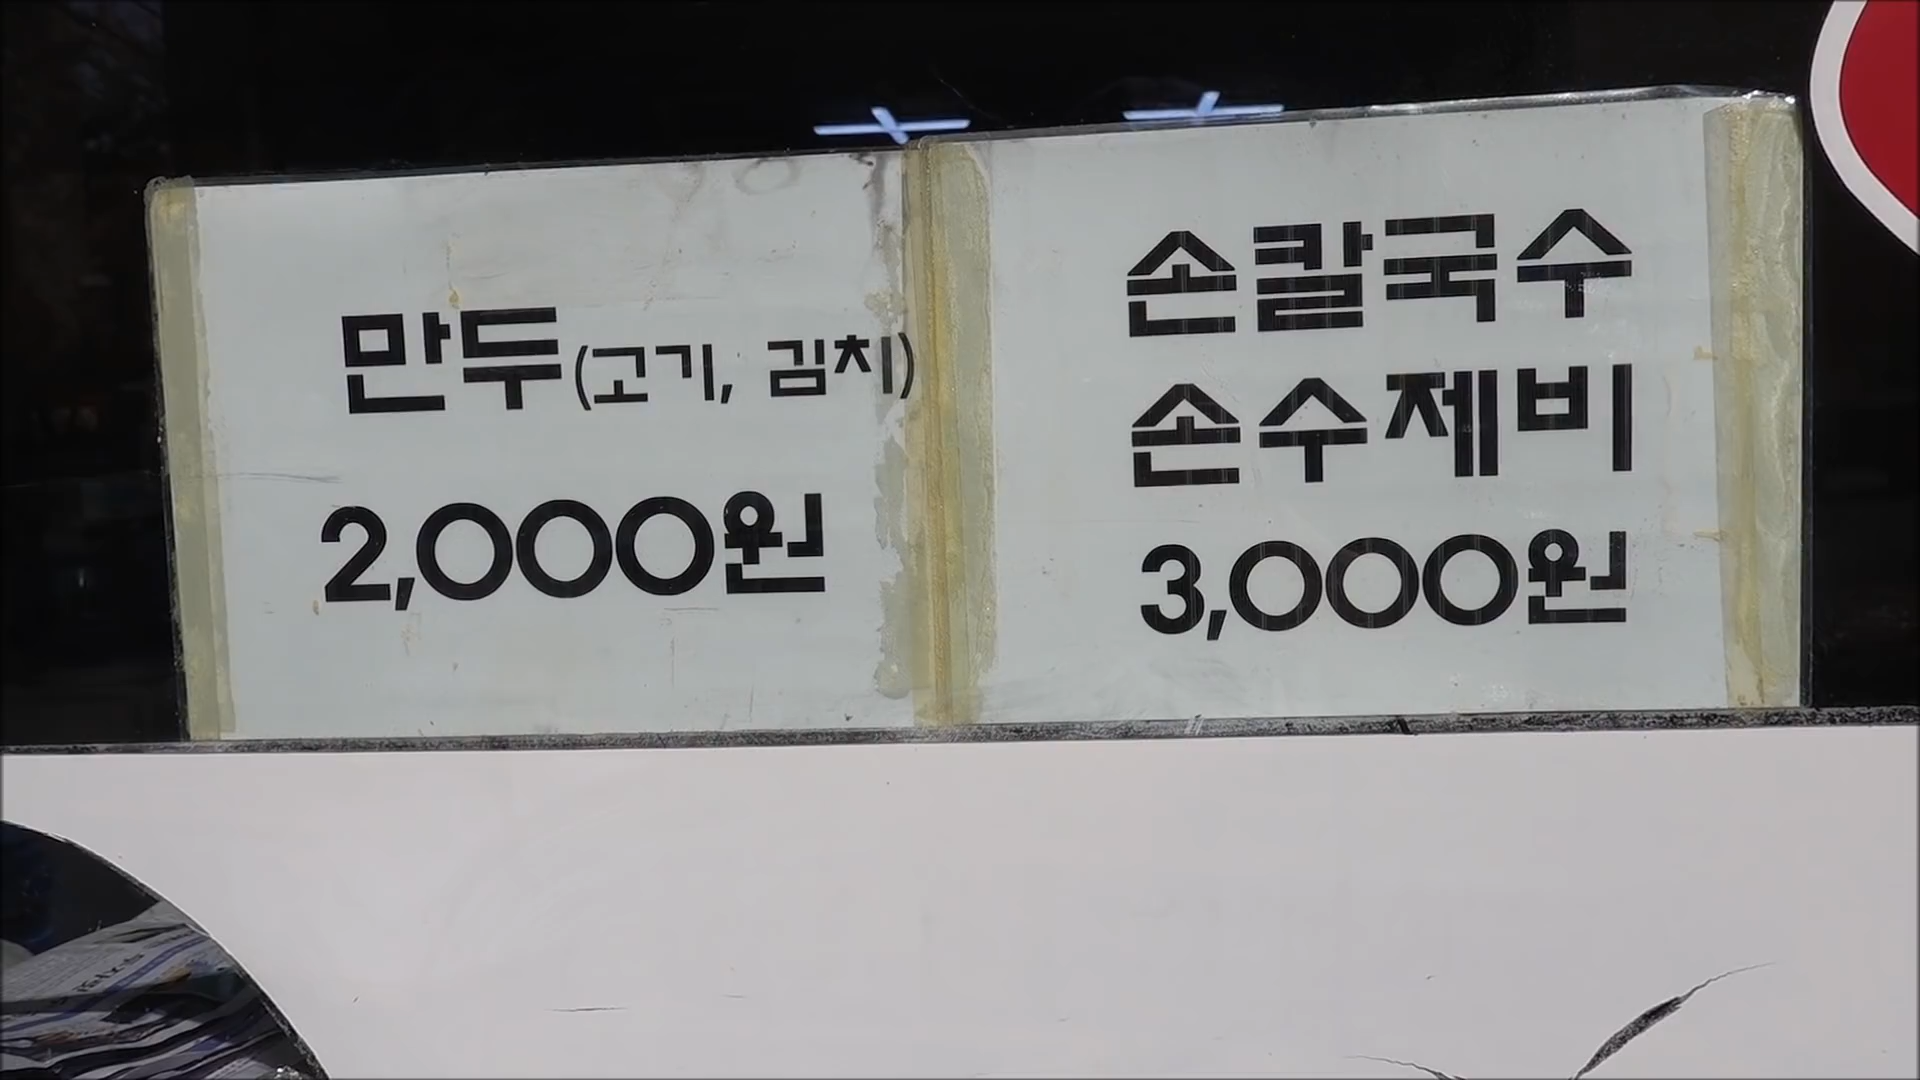 만두(고기, 김치)
2,000원
손칼국수
손수제비
3,000원